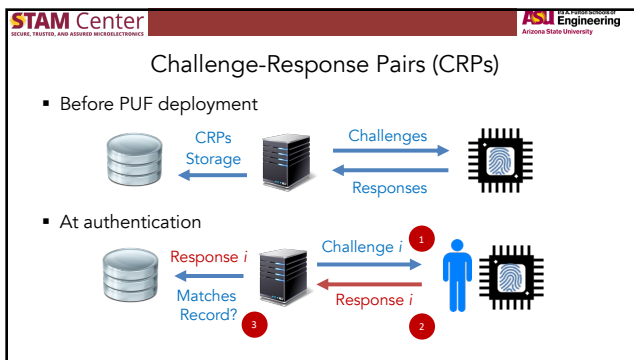 STAM Center
SECURE, TRUSTED, AND ASSURED MICROELECTRONICS
ASU Ira A. Fulton Schools of
Engineering
Arizona State University
Challenge-Response Pairs (CRPs)
▪ Before PUF deployment
CRPs
Storage
Challenges
Responses
▪ At authentication
Response i
Matches
Record?
3
Challenge i
1
Response i
2